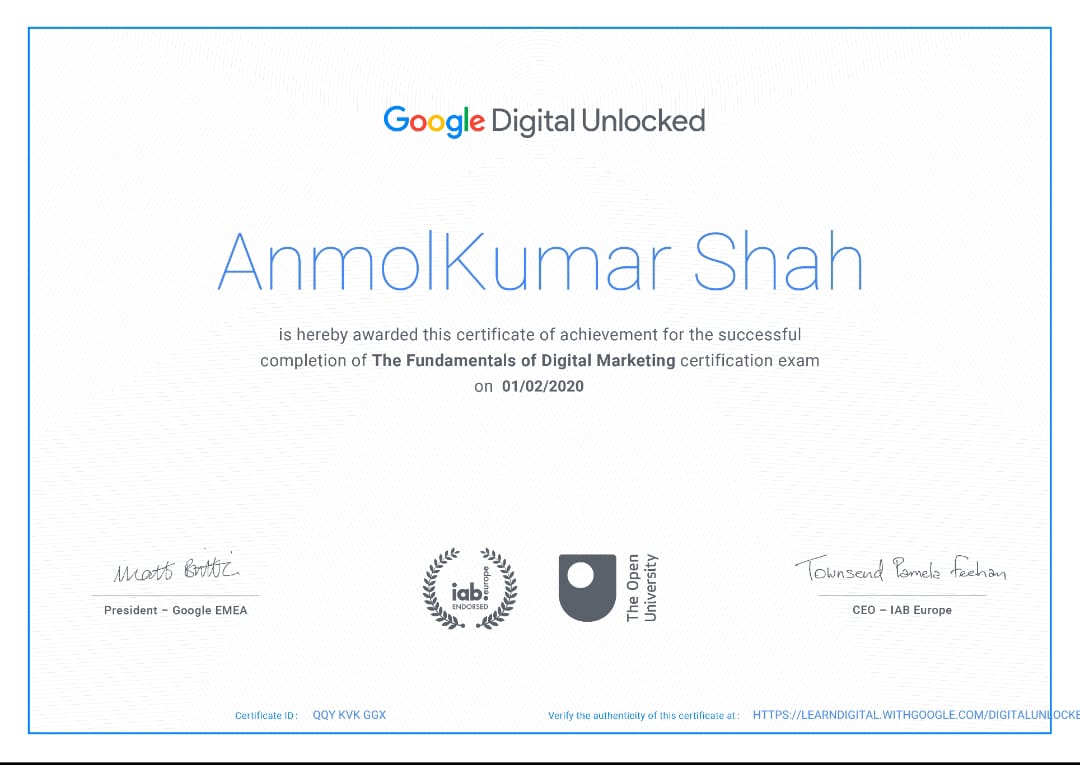 Google Digital Unlocked
AnmolKumar Shah
is hereby awarded this certificate of achievement for the successful
completion of The Fundamentals of Digital Marketing certification exam
on 01/02/2020
Matt Brittin
President – Google EMEA
iab europe
ENDORSED
The Open
University
Townsend Pamela Feehan
CEO – IAB Europe
Certificate ID : QQY KVK GGX
Verify the authenticity of this certificate at : HTTPS://LEARNDIGITAL.WITHGOOGLE.COM/DIGITALUNLOCKE